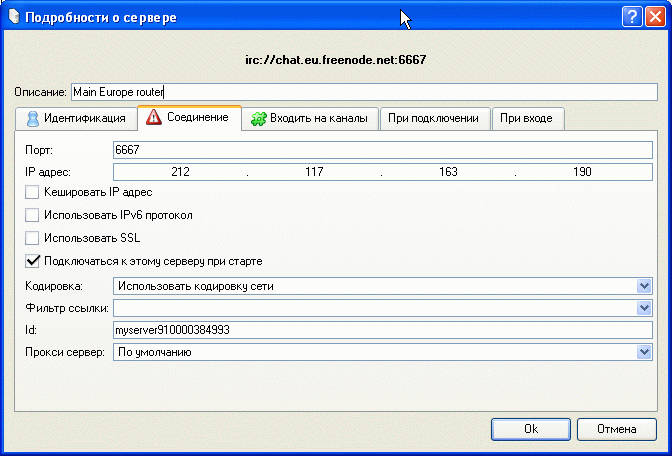 Подробности о сервере
irc://chat.eu.freenode.net:6667
Описание: Main Europe router
Идентификация Соединение Входить на каналы При подключении При входе
Порт: 6667
IP адрес: 212 . 117 . 163 . 190
Кешировать IP адрес
Использовать IPv6 протокол
Использовать SSL
Подключаться к этому серверу при старте
Кодировка: Использовать кодировку сети
Фильтр ссылки:
Id: myserver910000384993
Прокси сервер: По умолчанию
Ok Отмена